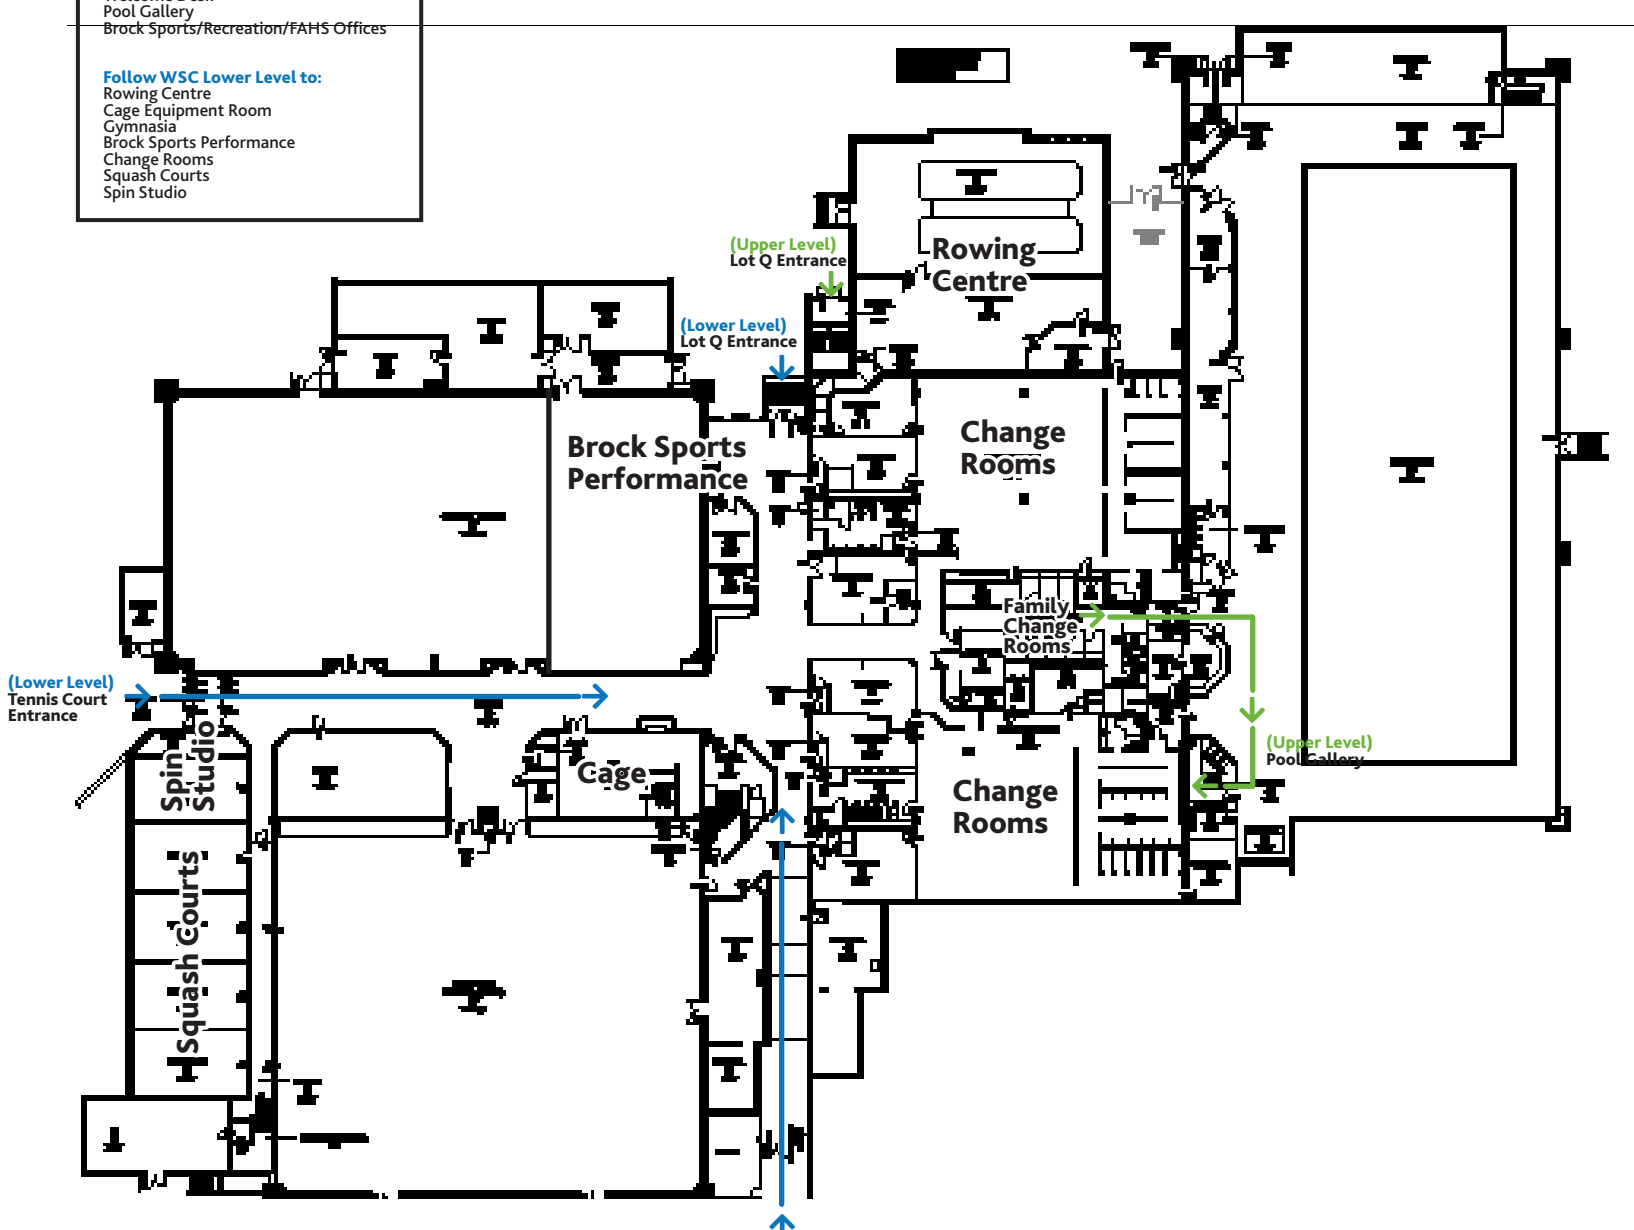 Welcome Desk
Pool Gallery
Brock Sports/Recreation/FAHS Offices
Follow WSC Lower Level to:
Rowing Centre
Cage Equipment Room
Gymnasia
Brock Sports Performance
Change Rooms
Squash Courts
Spin Studio
(Upper Level)
Lot Q Entrance
Rowing
Centre
(Lower Level)
Lot Q Entrance
Brock Sports
Performance
Change
Rooms
Family
Change
Rooms
(Lower Level)
Tennis Court
Entrance
Spin
Studio
Cage
(Upper Level)
Pool Gallery
Change
Rooms
Squash Courts